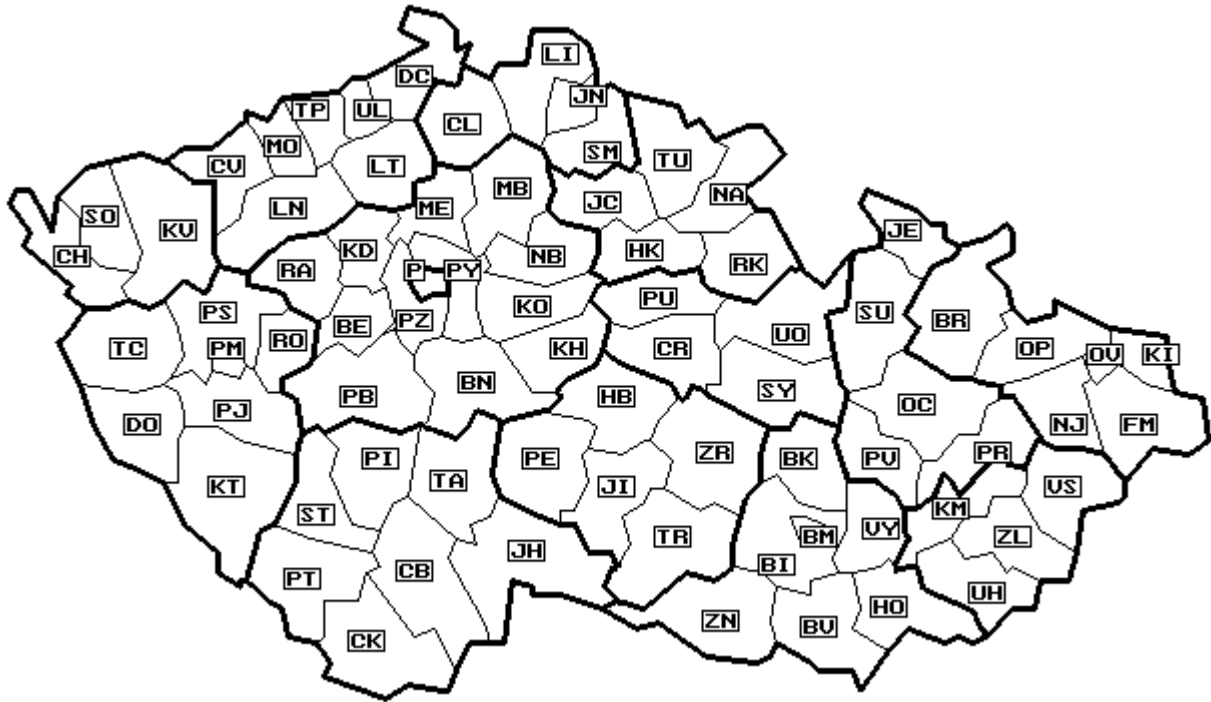 LI
DC
JN
TP
UL
CL
MO
SM
TU
CV
LT
MB
NA
LN
ME
JC
SO
KV
JE
KD
HK
CH
RA
P
PY
NB
RK
PS
BE
PZ
KO
PU
SU
BR
TC
PM
RO
KH
CR
UO
OP
OV
KI
PB
BN
HB
SY
OC
DO
PJ
NJ
FM
PI
PE
ZR
BK
PV
PR
KT
TA
JI
VS
ST
KM
JH
TR
BM
VY
ZL
PT
CB
BI
UH
CK
ZN
BV
HO